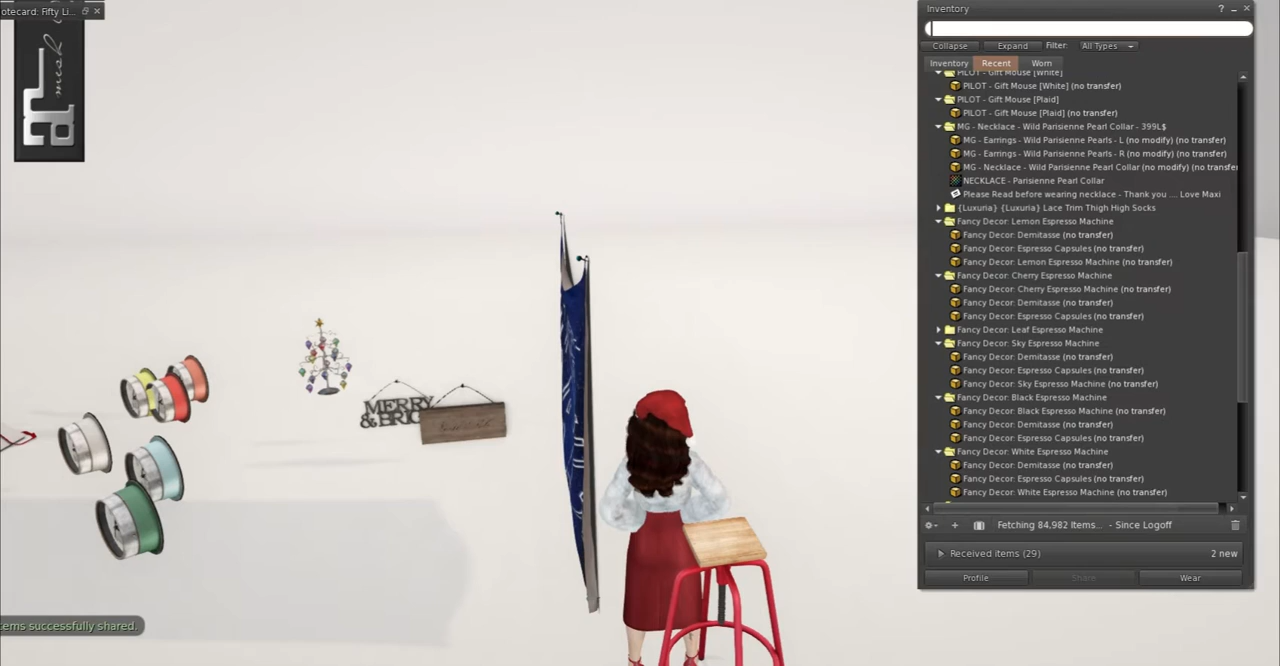 otecard: Fifty Li...
mesh
MERRY
& BRIG
ems successfully shared.
Inventory
Collapse Expand Filter: All Types
Inventory Recent Worn
PILOT - Gift Mouse [White]
PILOT - Gift Mouse [White] (no transfer)
PILOT - Gift Mouse [Plaid]
PILOT - Gift Mouse [Plaid] (no transfer)
MG - Necklace - Wild Parisienne Pearl Collar - 399L$
MG - Earrings - Wild Parisienne Pearls - L (no modify) (no transfer)
MG - Earrings - Wild Parisienne Pearls - R (no modify) (no transfer)
MG - Necklace - Wild Parisienne Pearl Collar (no modify) (no transfer
NECKLACE - Parisienne Pearl Collar
Please Read before wearing necklace - Thank you ... Love Maxi
{Luxuria} {Luxuria} Lace Trim Thigh High Socks
Fancy Decor: Lemon Espresso Machine
Fancy Decor: Demitasse (no transfer)
Fancy Decor: Espresso Capsules (no transfer)
Fancy Decor: Lemon Espresso Machine (no transfer)
Fancy Decor: Cherry Espresso Machine
Fancy Decor: Cherry Espresso Machine (no transfer)
Fancy Decor: Demitasse (no transfer)
Fancy Decor: Espresso Capsules (no transfer)
Fancy Decor: Leaf Espresso Machine
Fancy Decor: Sky Espresso Machine
Fancy Decor: Demitasse (no transfer)
Fancy Decor: Espresso Capsules (no transfer)
Fancy Decor: Sky Espresso Machine (no transfer)
Fancy Decor: Black Espresso Machine
Fancy Decor: Black Espresso Machine (no transfer)
Fancy Decor: Demitasse (no transfer)
Fancy Decor: Espresso Capsules (no transfer)
Fancy Decor: White Espresso Machine
Fancy Decor: Demitasse (no transfer)
Fancy Decor: Espresso Capsules (no transfer)
Fancy Decor: White Espresso Machine (no transfer)
Fetching 84,982 Items... - Since Logoff
Received items (29) 2 new
Profile Share Wear